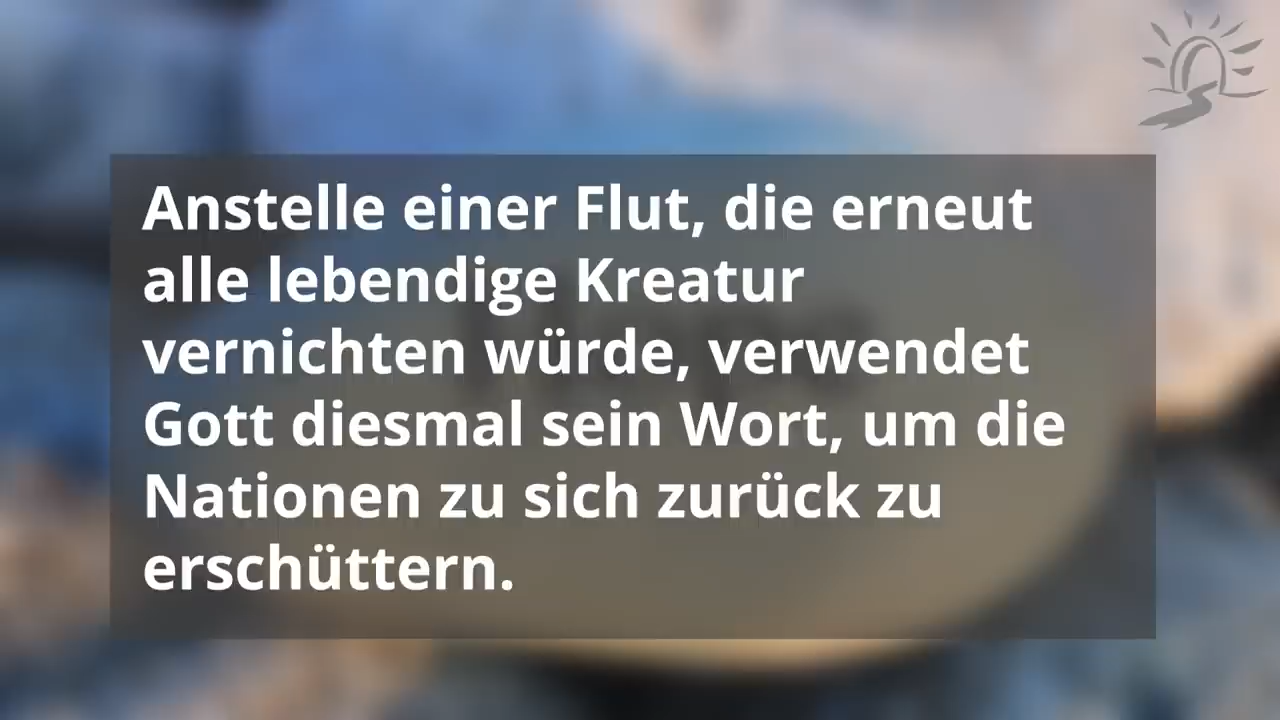 Anstelle einer Flut, die erneut
alle lebendige Kreatur
vernichten würde, verwendet
Gott diesmal sein Wort, um die
Nationen zu sich zurück zu
erschüttern.